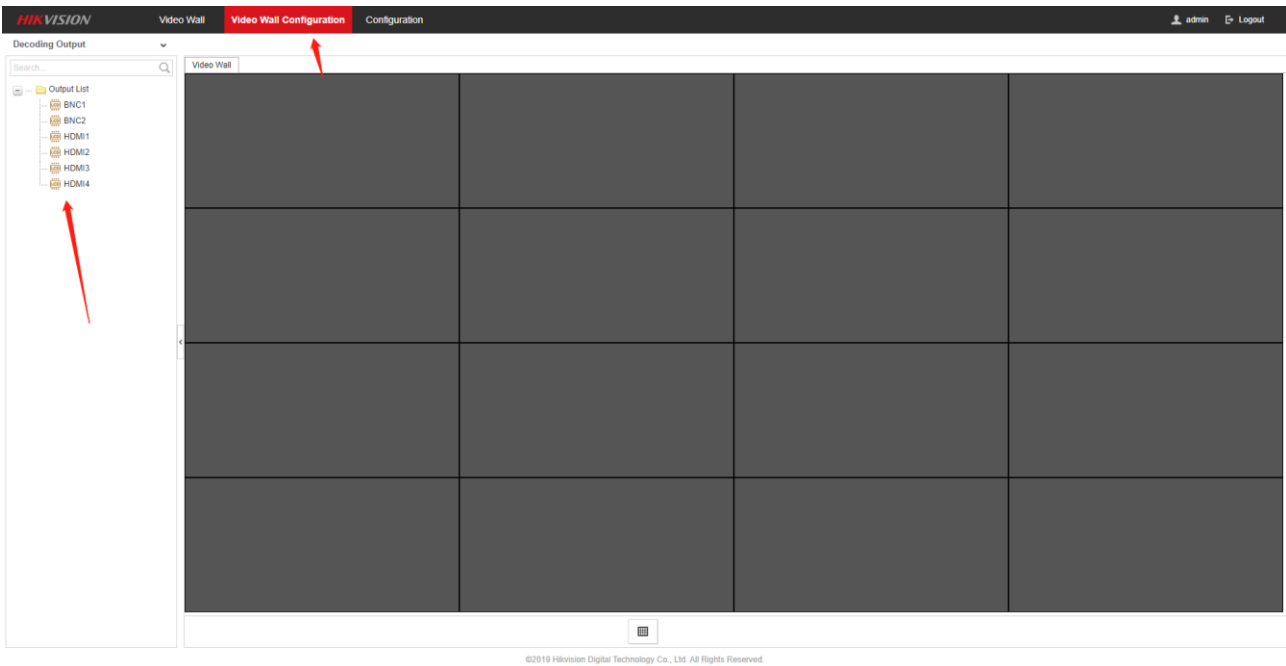 HIKVISION Video Wall Video Wall Configuration Configuration admin Logout
Decoding Output
Search...
Video Wall
Output List
BNC1
BNC2
HDMI1
HDMI2
HDMI3
HDMI4
©2019 Hikvision Digital Technology Co., Ltd. All Rights Reserved.